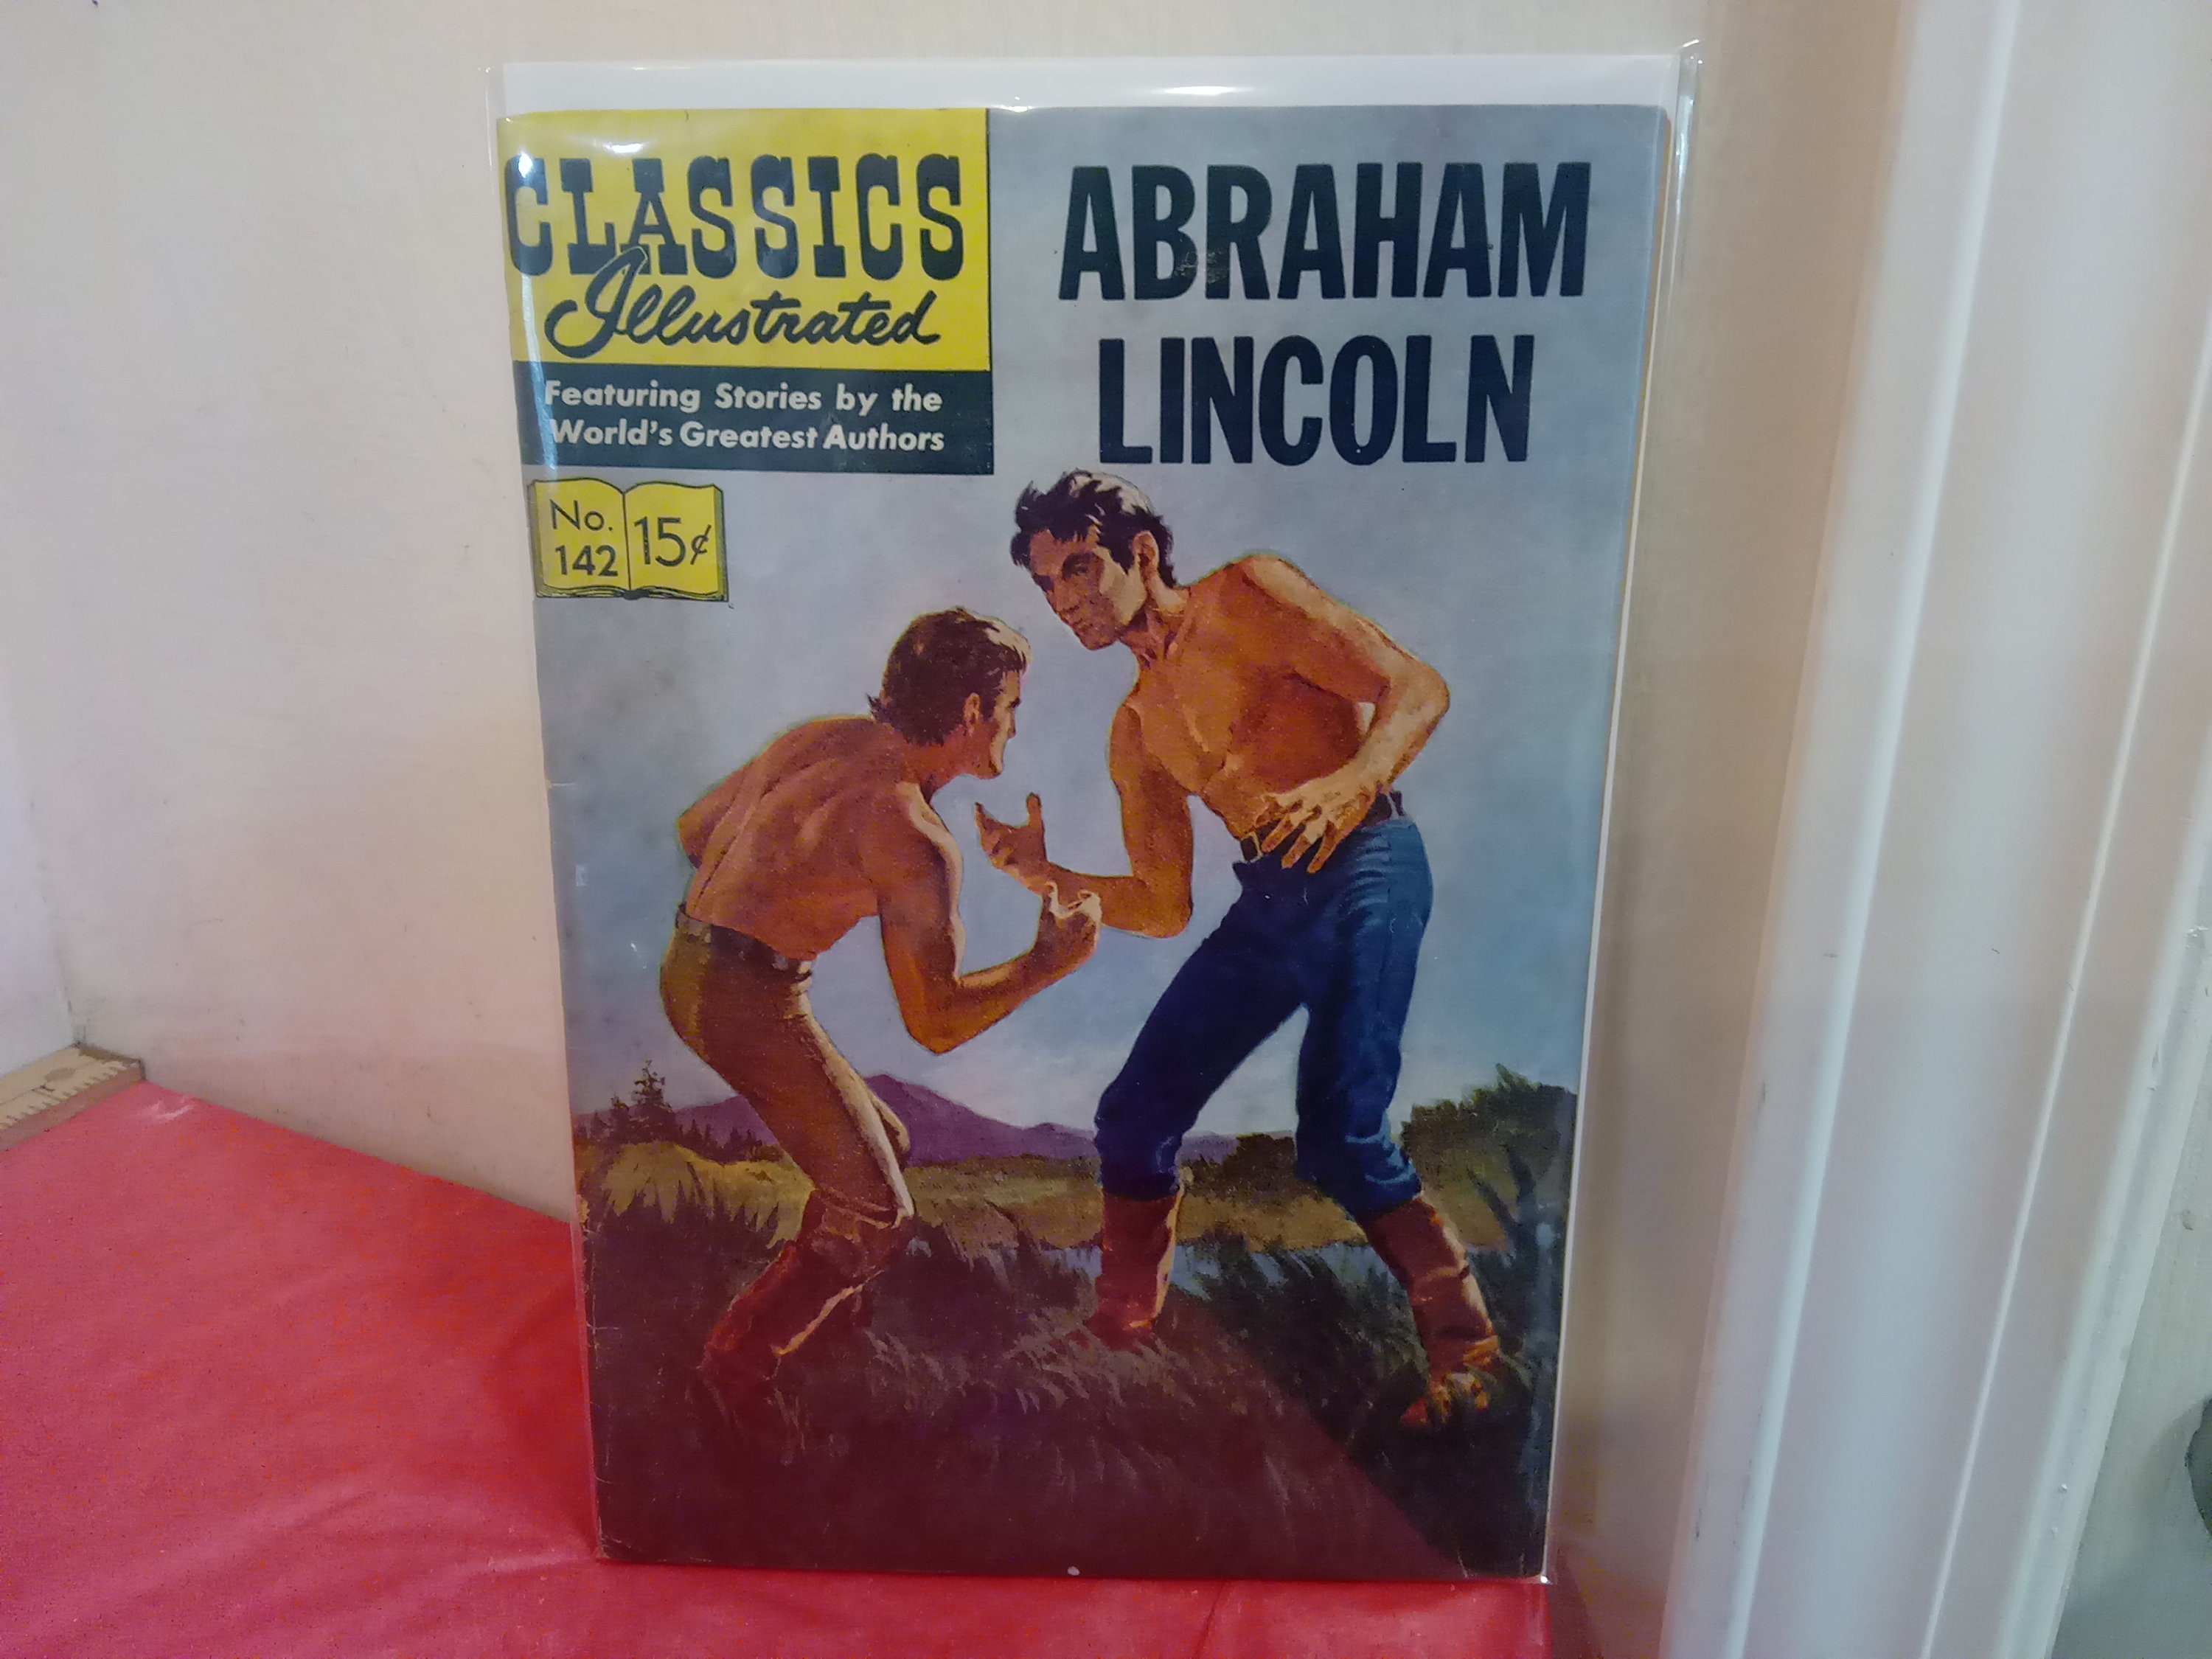 CLASSICS
Illustrated
Featuring Stories by the
World's Greatest Authors
No.
142
15¢
ABRAHAM
LINCOLN